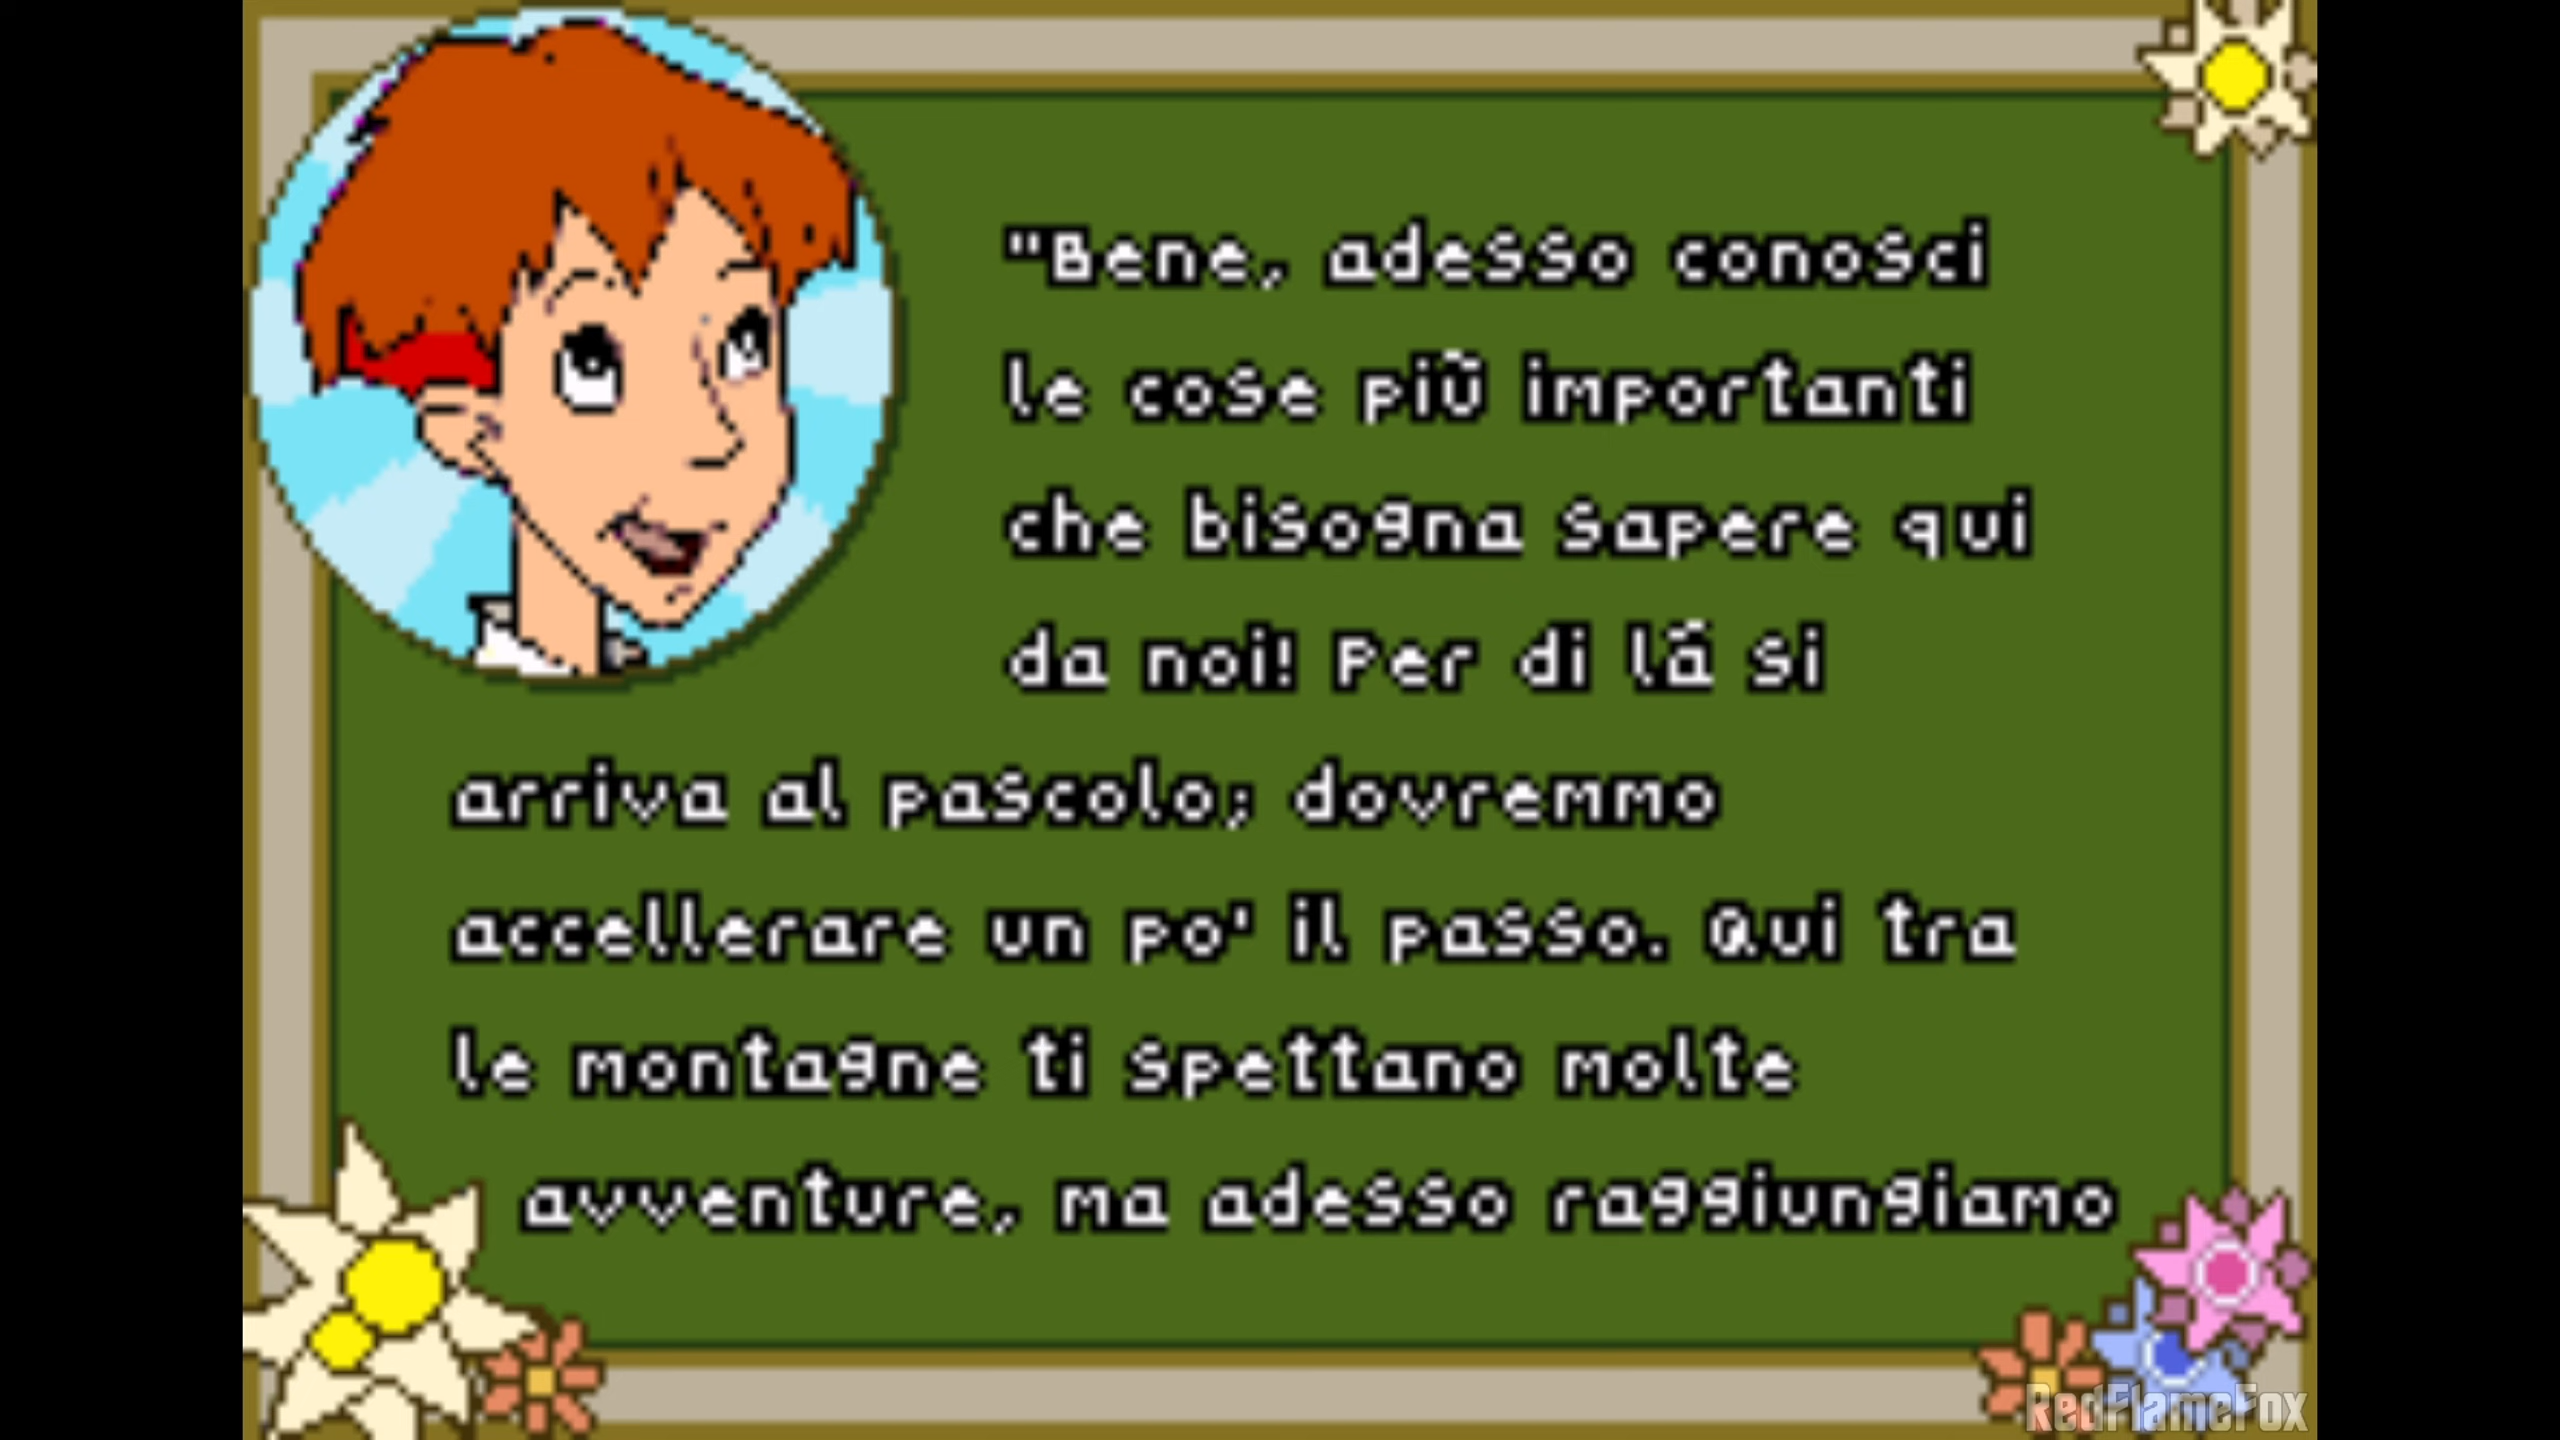 "Bene, adesso conosci
le cose più importanti
che bisogna sapere qui
da noi! Per di lã si
arriva al pascolo; dovremmo
accellerare un po' il passo. Qui tra
le montagne ti spettano molte
avventure, ma adesso raggiungiamo
RedFlameFox